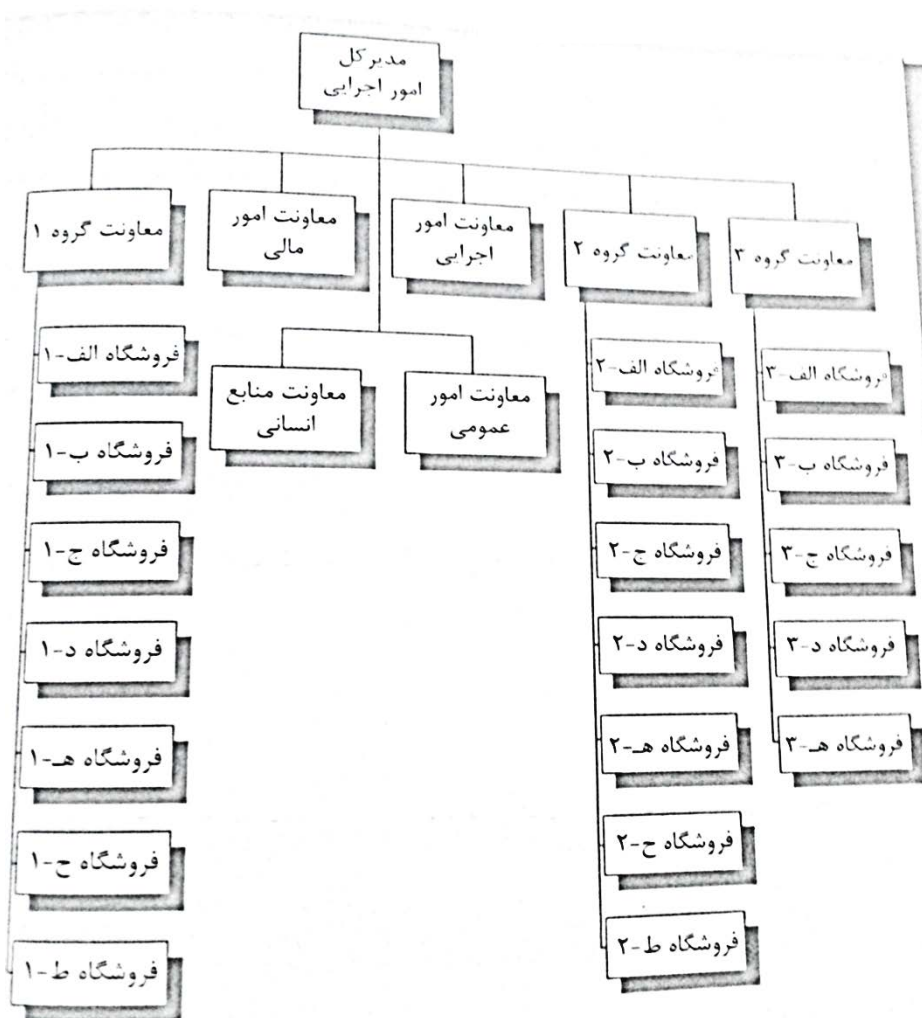 مدیرکل
امور اجرایی
معاونت گروه ۳
معاونت گروه ۲
معاونت امور
اجرایی
معاونت امور
مالی
معاونت گروه ۱
معاونت امور
عمومی
معاونت منابع
انسانی
فروشگاه الف-۳
فروشگاه ب-۳
فروشگاه ج-۳
فروشگاه د-۳
فروشگاه هـ-۳
فروشگاه الف-۲
فروشگاه ب-۲
فروشگاه ج-۲
فروشگاه د-۲
فروشگاه هـ-۲
فروشگاه ح-۲
فروشگاه ط-۲
فروشگاه الف-۱
فروشگاه ب-۱
فروشگاه ج-۱
فروشگاه د-۱
فروشگاه هـ-۱
فروشگاه ح-۱
فروشگاه ط-۱